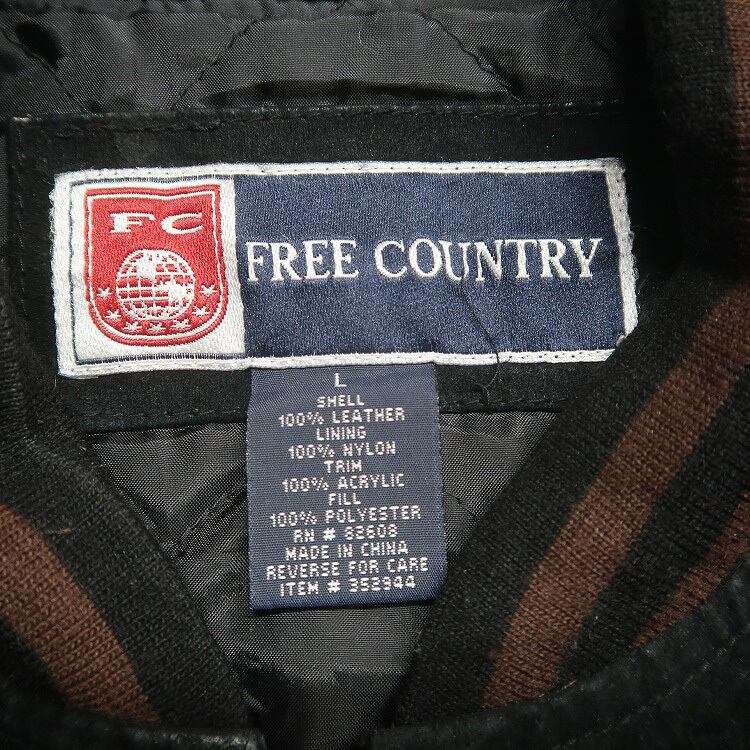 FC
FREE COUNTRY
L
SHELL
100% LEATHER
LINING
100% NYLON
TRIM
100% ACRYLIC
FILL
100% POLYESTER
RN # 82608
MADE IN CHINA
REVERSE FOR CARE
ITEM # 352944